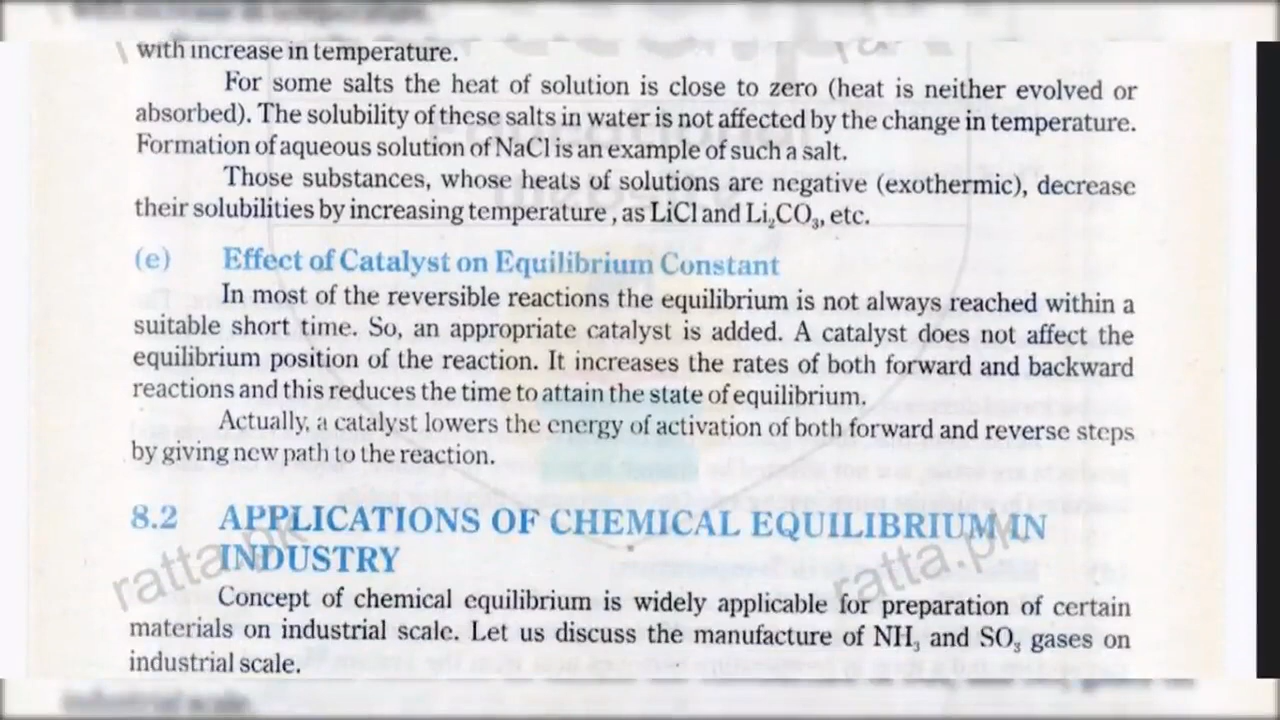 with increase in temperature.
For some salts the heat of solution is close to zero (heat is neither evolved or
absorbed). The solubility of these salts in water is not affected by the change in temperature.
Formation of aqueous solution of NaCl is an example of such a salt.
Those substances, whose heats of solutions are negative (exothermic), decrease
their solubilities by increasing temperature , as LiCl and Li₂CO₃, etc.
(e) Effect of Catalyst on Equilibrium Constant
In most of the reversible reactions the equilibrium is not always reached within a
suitable short time. So, an appropriate catalyst is added. A catalyst does not affect the
equilibrium position of the reaction. It increases the rates of both forward and backward
reactions and this reduces the time to attain the state of equilibrium.
Actually, a catalyst lowers the energy of activation of both forward and reverse steps
by giving new path to the reaction.
8.2 APPLICATIONS OF CHEMICAL EQUILIBRIUM IN
INDUSTRY
ratta.pk
ratta.pk
Concept of chemical equilibrium is widely applicable for preparation of certain
materials on industrial scale. Let us discuss the manufacture of NH₃ and SO₃ gases on
industrial scale.
industrial scale.